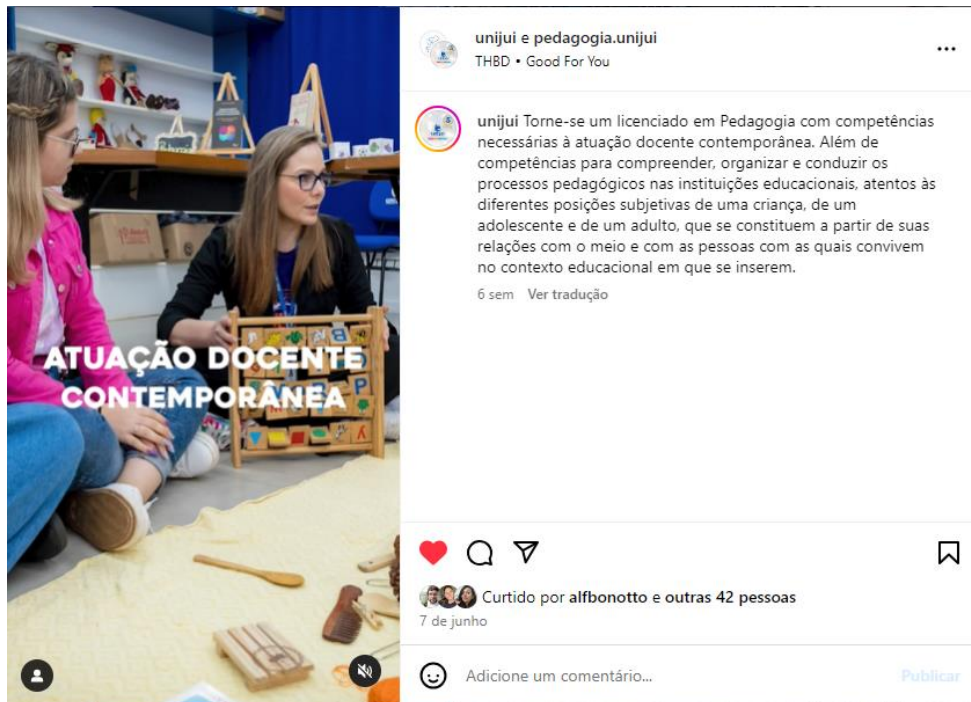 unijui e pedagogia.unijui
THBD • Good For You
unijui Torne-se um licenciado em Pedagogia com competências
necessárias à atuação docente contemporânea. Além de
competências para compreender, organizar e conduzir os
processos pedagógicos nas instituições educacionais, atentos às
diferentes posições subjetivas de uma criança, de um
adolescente e de um adulto, que se constituem a partir de suas
relações com o meio e com as pessoas com as quais convivem
no contexto educacional em que se inserem.
6 sem Ver tradução
ATUAÇÃO DOCENTE
CONTEMPORÂNEA
Curtido por alfbonotto e outras 42 pessoas
7 de junho
Adicione um comentário...
Publicar